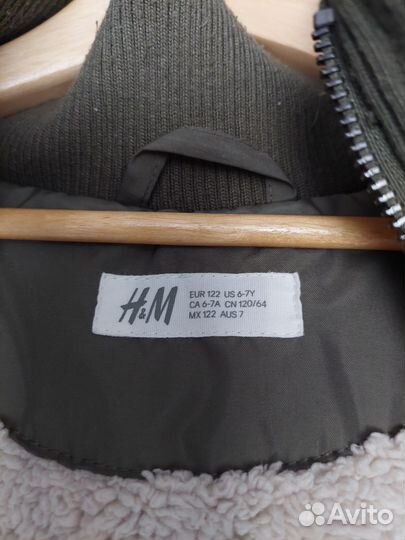 H&M
EUR 122 US 6-7Y
CA 6-7A CN 120/64
MX 122 AUS 7
Avito